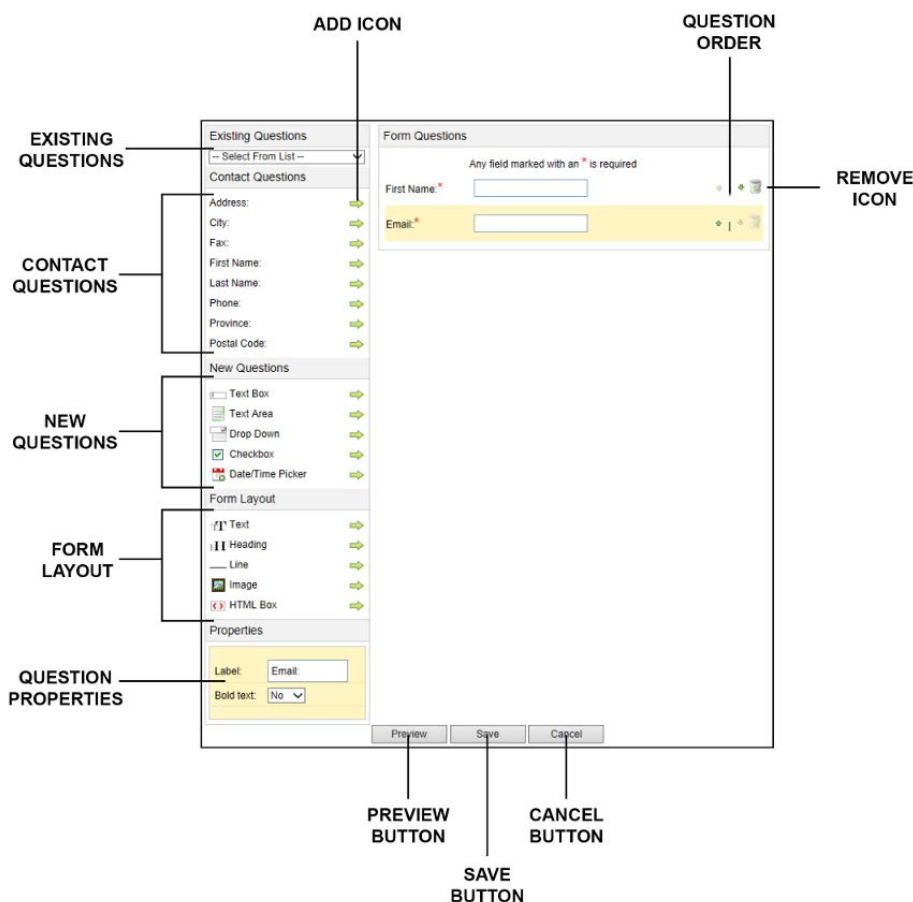 ADD ICON
QUESTION
ORDER
EXISTING
QUESTIONS
Existing Questions
-- Select From List --
Contact Questions
Address:
City:
Fax:
First Name:
Last Name:
Phone:
Province:
Postal Code:
CONTACT
QUESTIONS
New Questions
Text Box
Text Area
Drop Down
Checkbox
Date/Time Picker
NEW
QUESTIONS
Form Layout
Text
Heading
Line
Image
HTML Box
FORM
LAYOUT
Properties
Label: Email:
Bold text: No
QUESTION
PROPERTIES
Form Questions
Any field marked with an * is required
First Name:*
Email:*
REMOVE
ICON
Preview Save Cancel
PREVIEW
BUTTON
CANCEL
BUTTON
SAVE
BUTTON